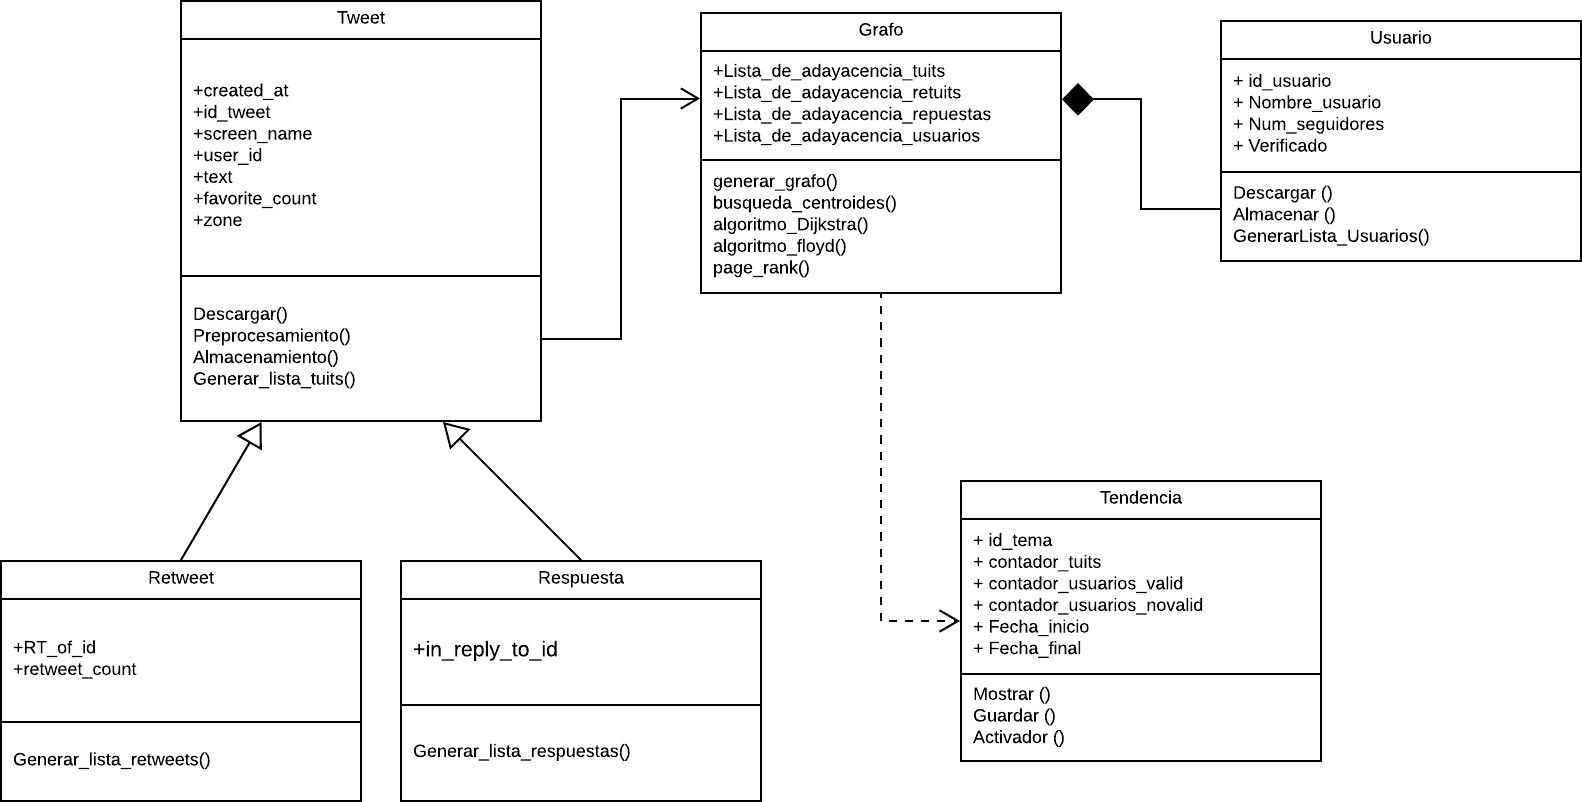 Tweet
+created_at
+id_tweet
+screen_name
+user_id
+text
+favorite_count
+zone
Descargar()
Preprocesamiento()
Almacenamiento()
Generar_lista_tuits()
Grafo
+Lista_de_adayacencia_tuits
+Lista_de_adayacencia_retuits
+Lista_de_adayacencia_repuestas
+Lista_de_adayacencia_usuarios
generar_grafo()
busqueda_centroides()
algoritmo_Dijkstra()
algoritmo_floyd()
page_rank()
Usuario
+ id_usuario
+ Nombre_usuario
+ Num_seguidores
+ Verificado
Descargar ()
Almacenar ()
GenerarLista_Usuarios()
Retweet
+RT_of_id
+retweet_count
Generar_lista_retweets()
Respuesta
+in_reply_to_id
Generar_lista_respuestas()
Tendencia
+ id_tema
+ contador_tuits
+ contador_usuarios_valid
+ contador_usuarios_novalid
+ Fecha_inicio
+ Fecha_final
Mostrar ()
Guardar ()
Activador ()